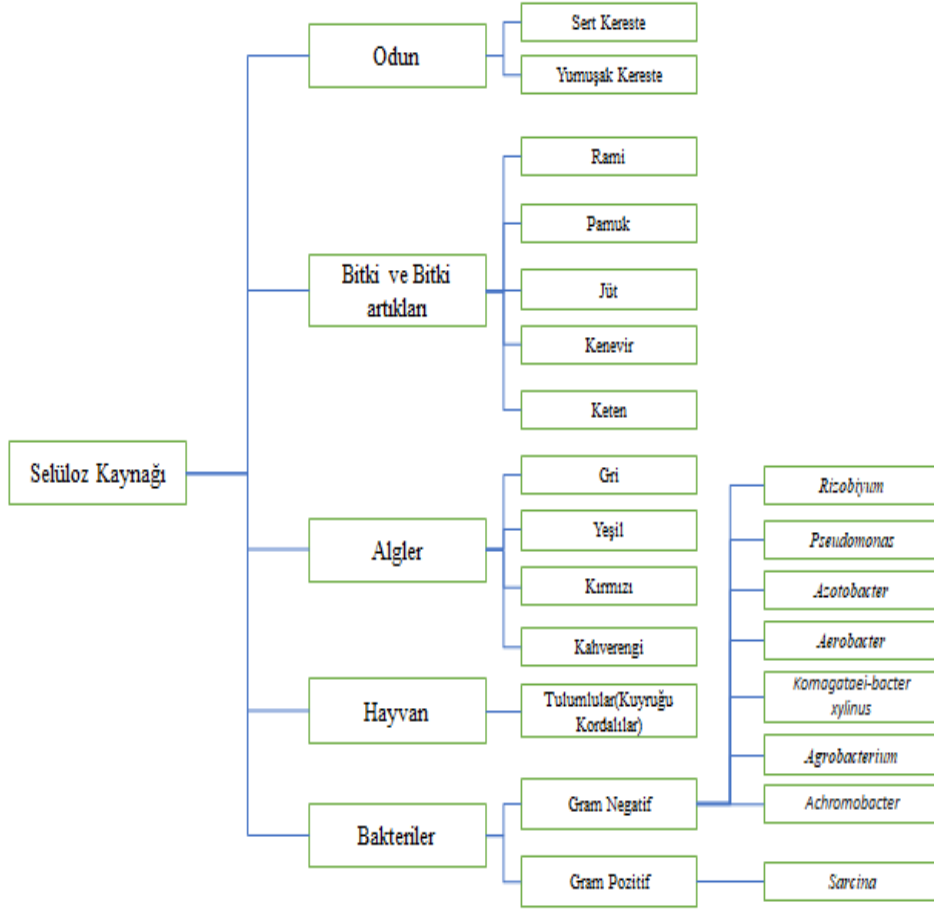 Selüloz Kaynağı
Odun
Sert Kereste
Yumuşak Kereste
Bitki ve Bitki
artıkları
Rami
Pamuk
Jüt
Kenevir
Keten
Algler
Gri
Yeşil
Kırmızı
Kahverengi
Hayvan
Tulumlular(Kuyruğu
Kordalılar)
Bakteriler
Gram Negatif
Rizobiyum
Pseudomonas
Azotobacter
Aerobacter
Komagataei-bacter
xylinus
Agrobacterium
Achromobacter
Gram Pozitif
Sarcina